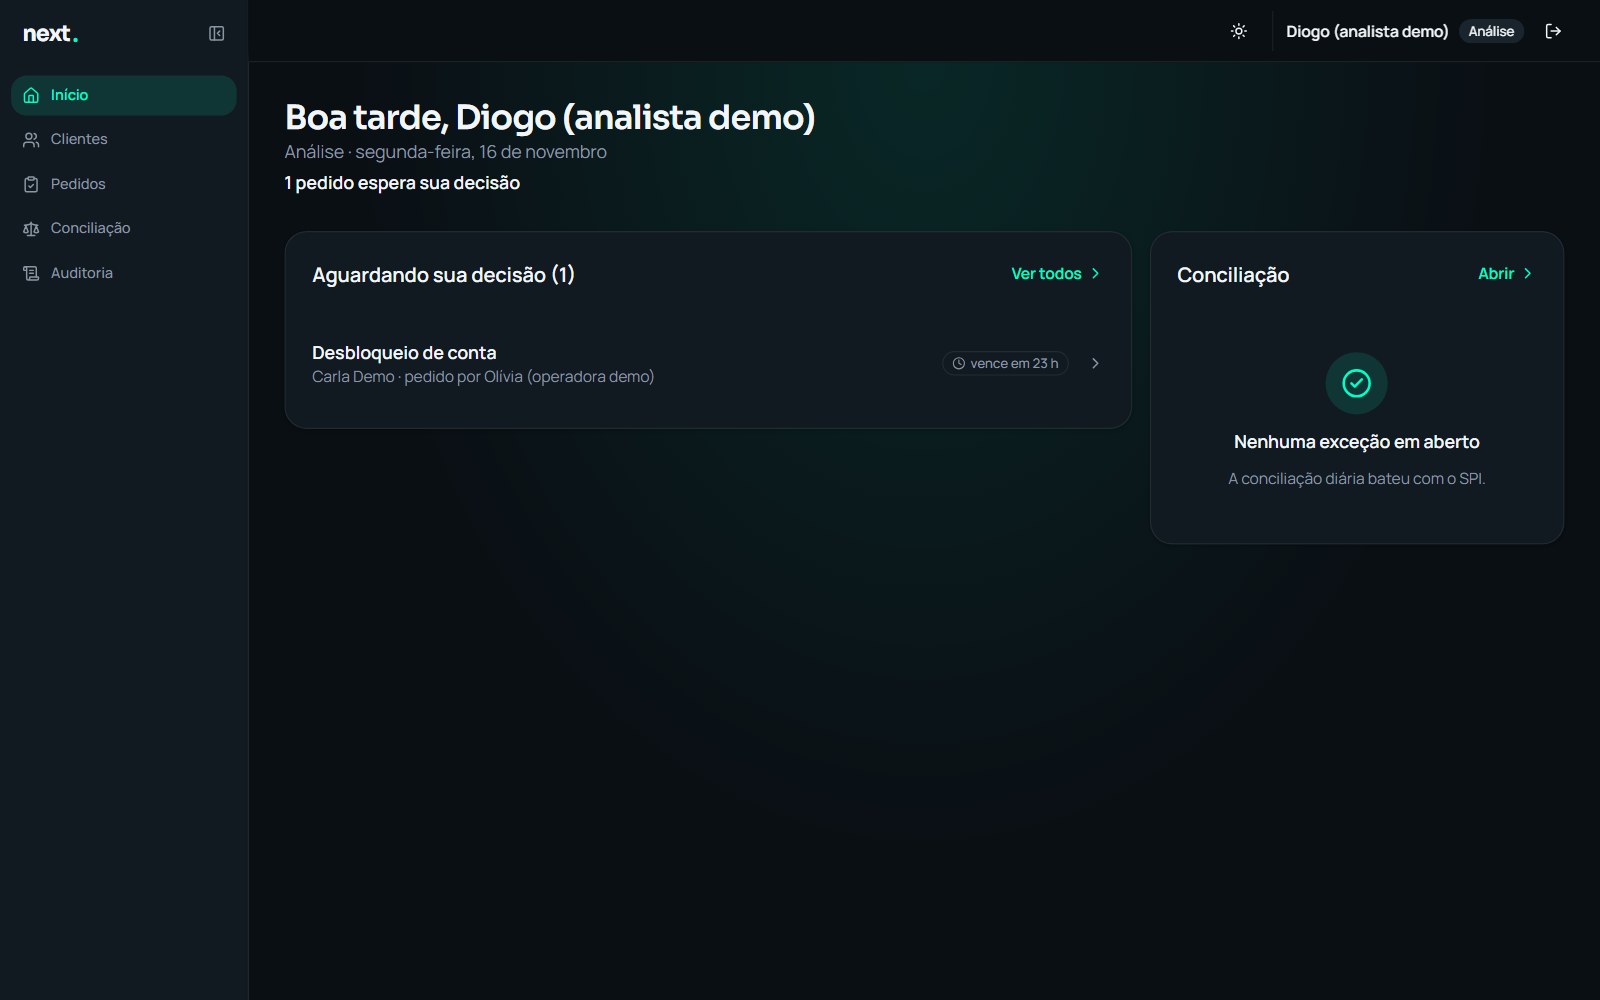 next.
Início
Clientes
Pedidos
Conciliação
Auditoria
Diogo (analista demo)
Análise
Boa tarde, Diogo (analista demo)
Análise · segunda-feira, 16 de novembro
1 pedido espera sua decisão
Aguardando sua decisão (1)
Ver todos
Desbloqueio de conta
Carla Demo · pedido por Olívia (operadora demo)
vence em 23 h
Conciliação
Abrir
Nenhuma exceção em aberto
A conciliação diária bateu com o SPI.